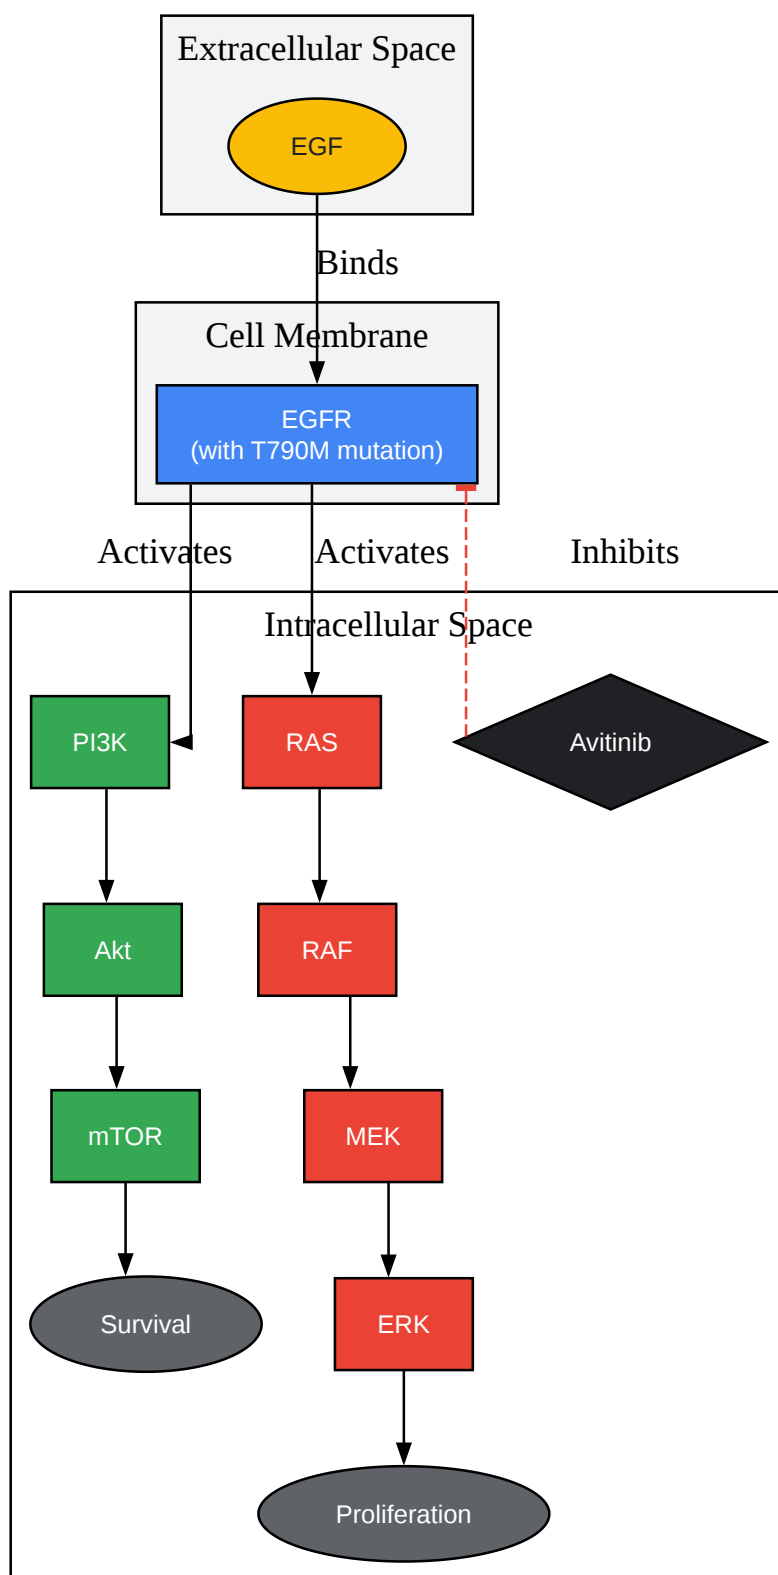 Extracellular Space
EGF
Binds
Cell Membrane
EGFR
(with T790M mutation)
Activates
Activates
Inhibits
Intracellular Space
PI3K
RAS
Avitinib
Akt
RAF
mTOR
MEK
Survival
ERK
Proliferation